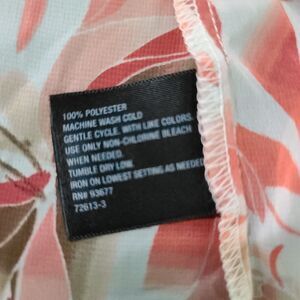 100% POLYESTER
MACHINE WASH COLD
GENTLE CYCLE. WITH LIKE COLORS.
USE ONLY NON-CHLORINE BLEACH
WHEN NEEDED.
TUMBLE DRY LOW.
IRON ON LOWEST SETTING AS NEEDED
RN# 93677
72613-3